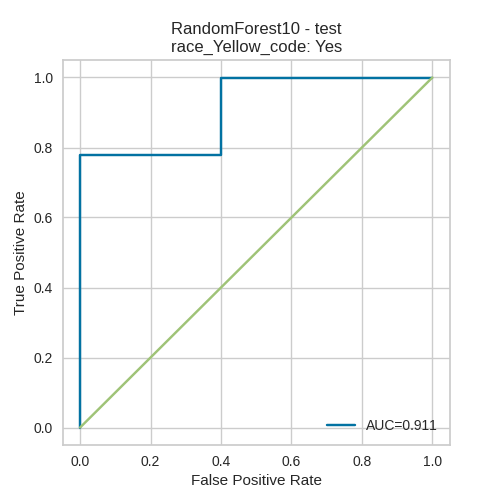 RandomForest10 - test
race_Yellow_code: Yes
True Positive Rate
1.0
0.8
0.6
0.4
0.2
0.0
AUC=0.911
0.0 0.2 0.4 0.6 0.8 1.0
False Positive Rate